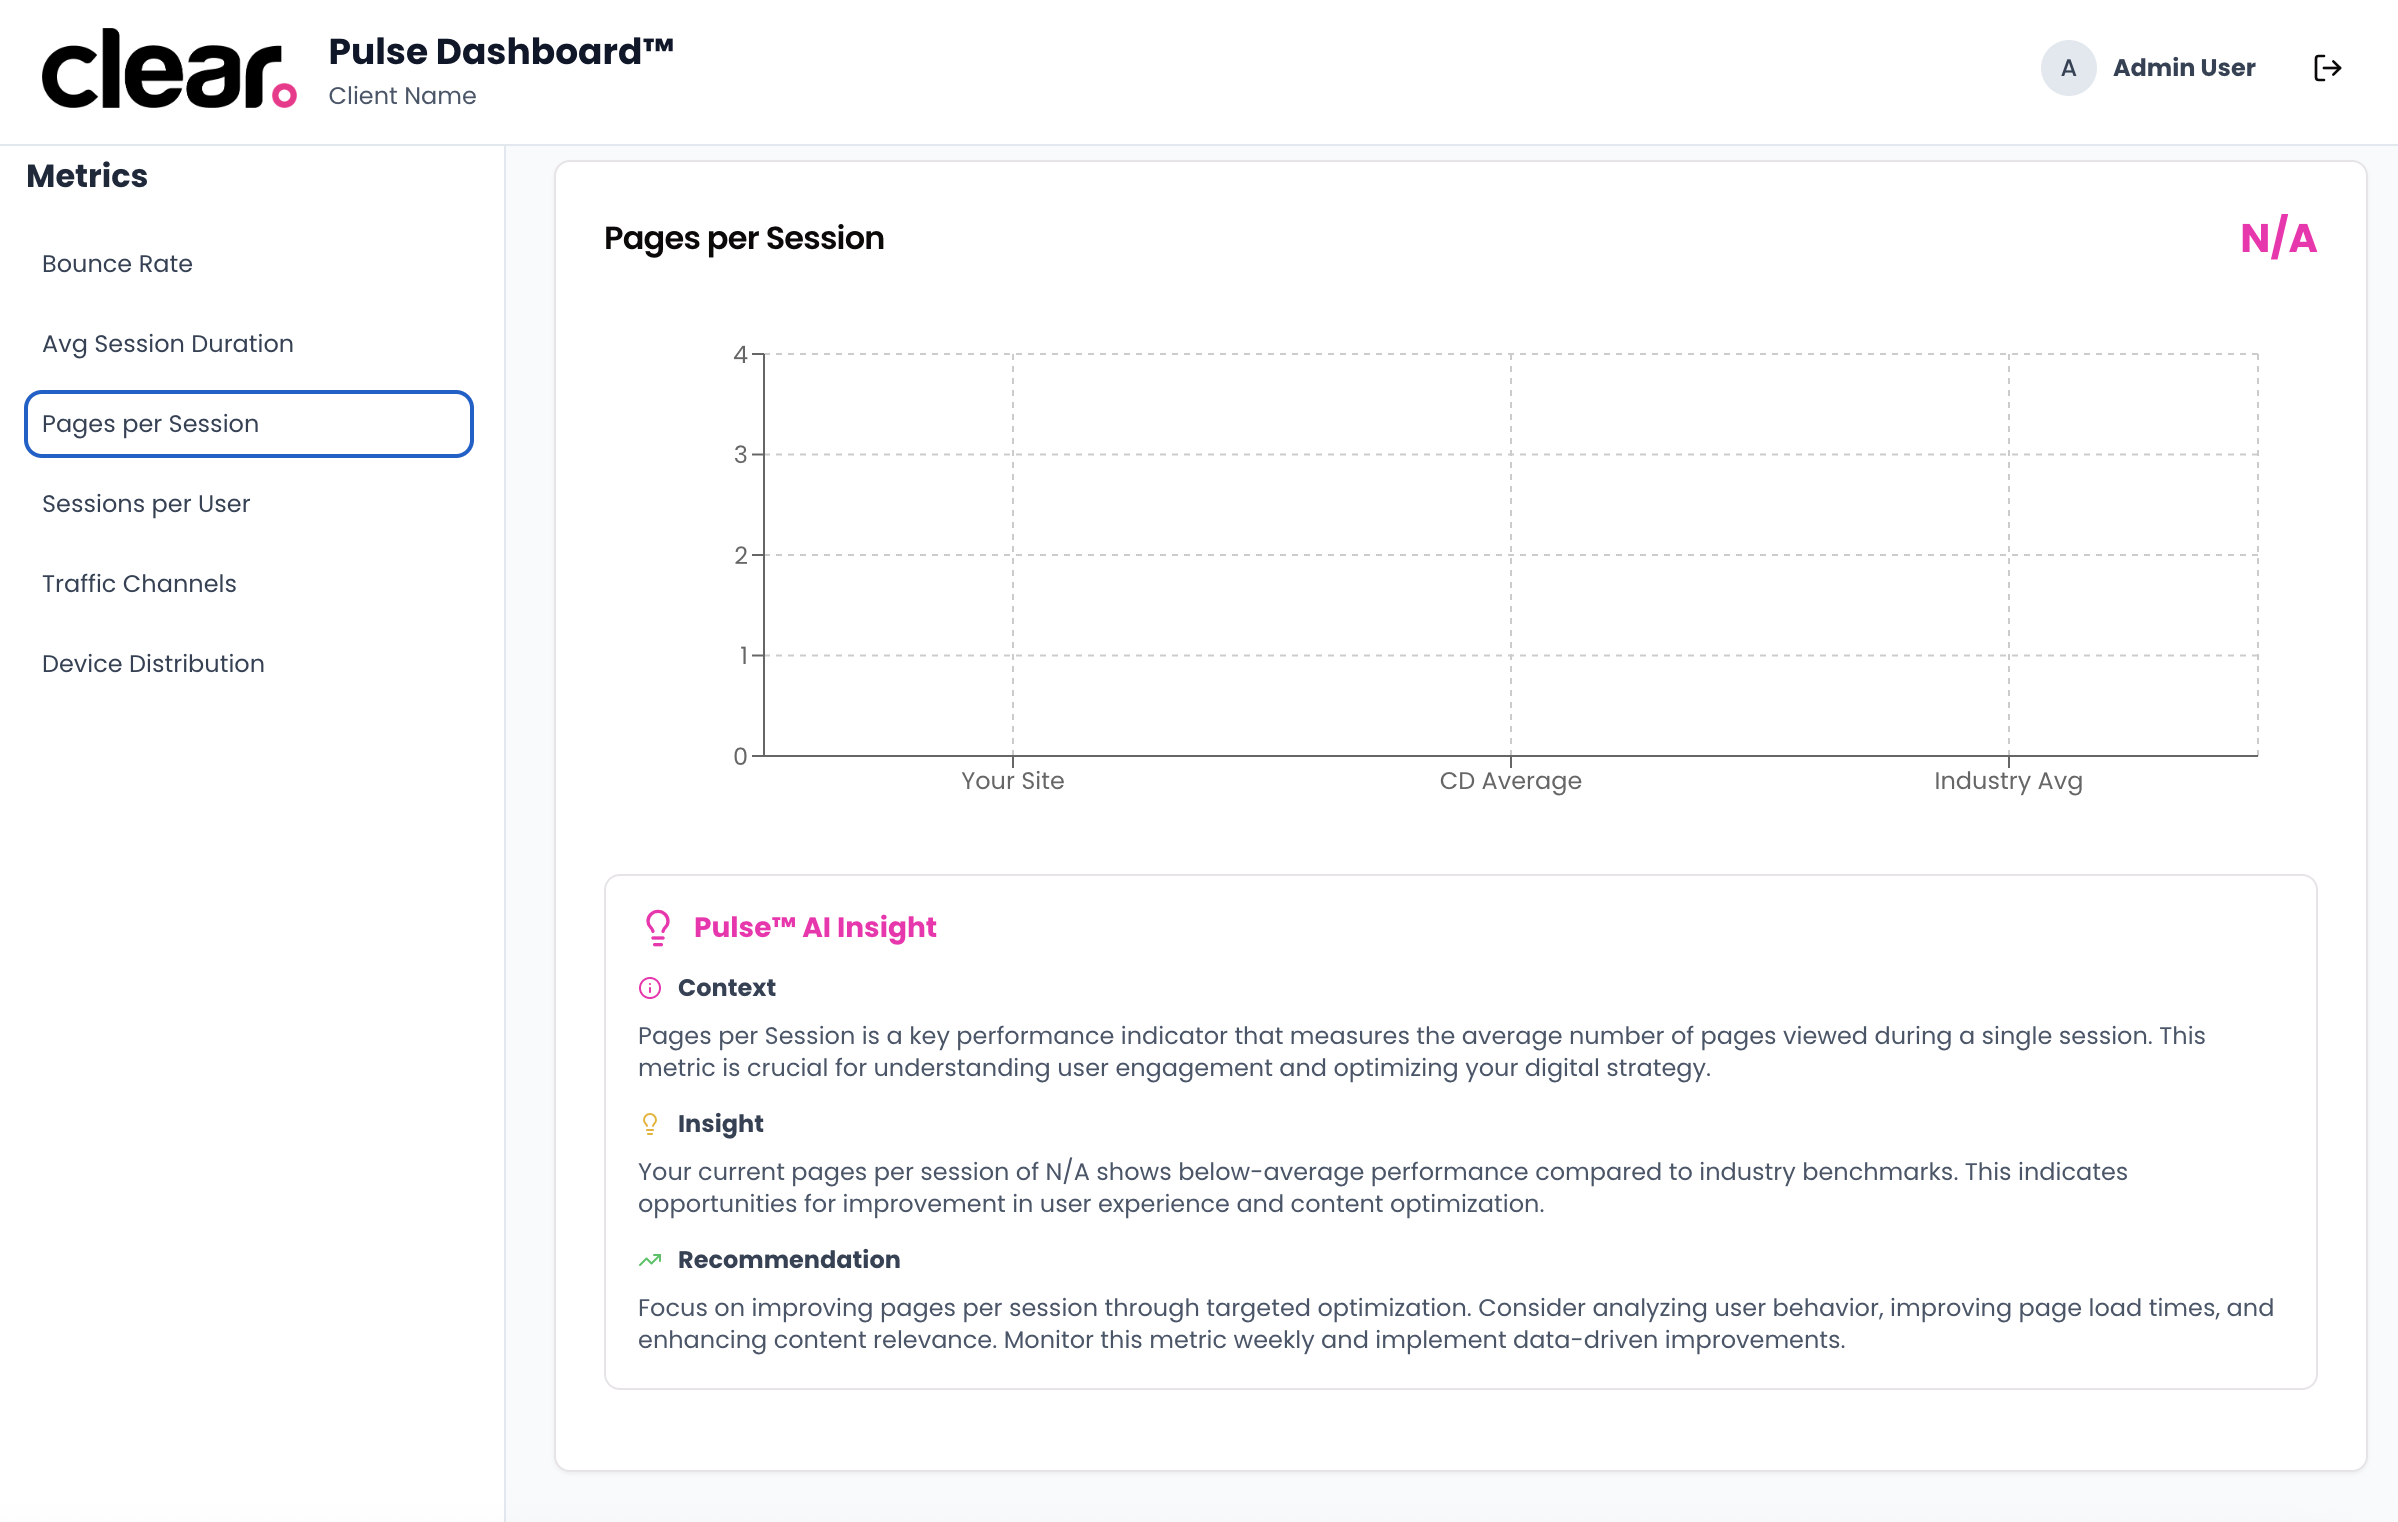 clear.
Pulse Dashboard™
Client Name
A
Admin User
Metrics
Bounce Rate
Avg Session Duration
Pages per Session
Sessions per User
Traffic Channels
Device Distribution
Pages per Session
N/A
4
3
2
1
0
Your Site
CD Average
Industry Avg
Pulse™ AI Insight
Context
Pages per Session is a key performance indicator that measures the average number of pages viewed during a single session. This
metric is crucial for understanding user engagement and optimizing your digital strategy.
Insight
Your current pages per session of N/A shows below-average performance compared to industry benchmarks. This indicates
opportunities for improvement in user experience and content optimization.
Recommendation
Focus on improving pages per session through targeted optimization. Consider analyzing user behavior, improving page load times, and
enhancing content relevance. Monitor this metric weekly and implement data-driven improvements.